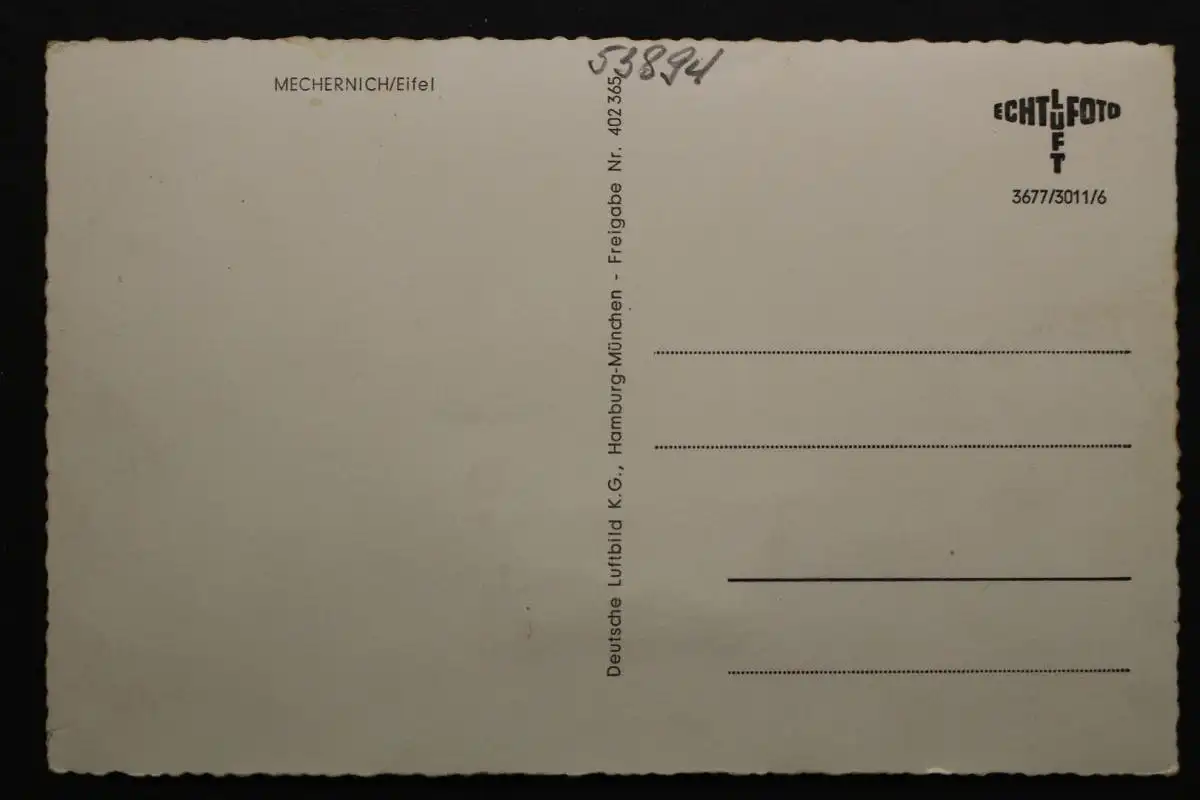 MECHERNICH/Eifel
53894
Deutsche Luftbild K.G., Hamburg-München - Freigabe Nr. 402 365
ECHT LUFT FOTO
3677/3011/6